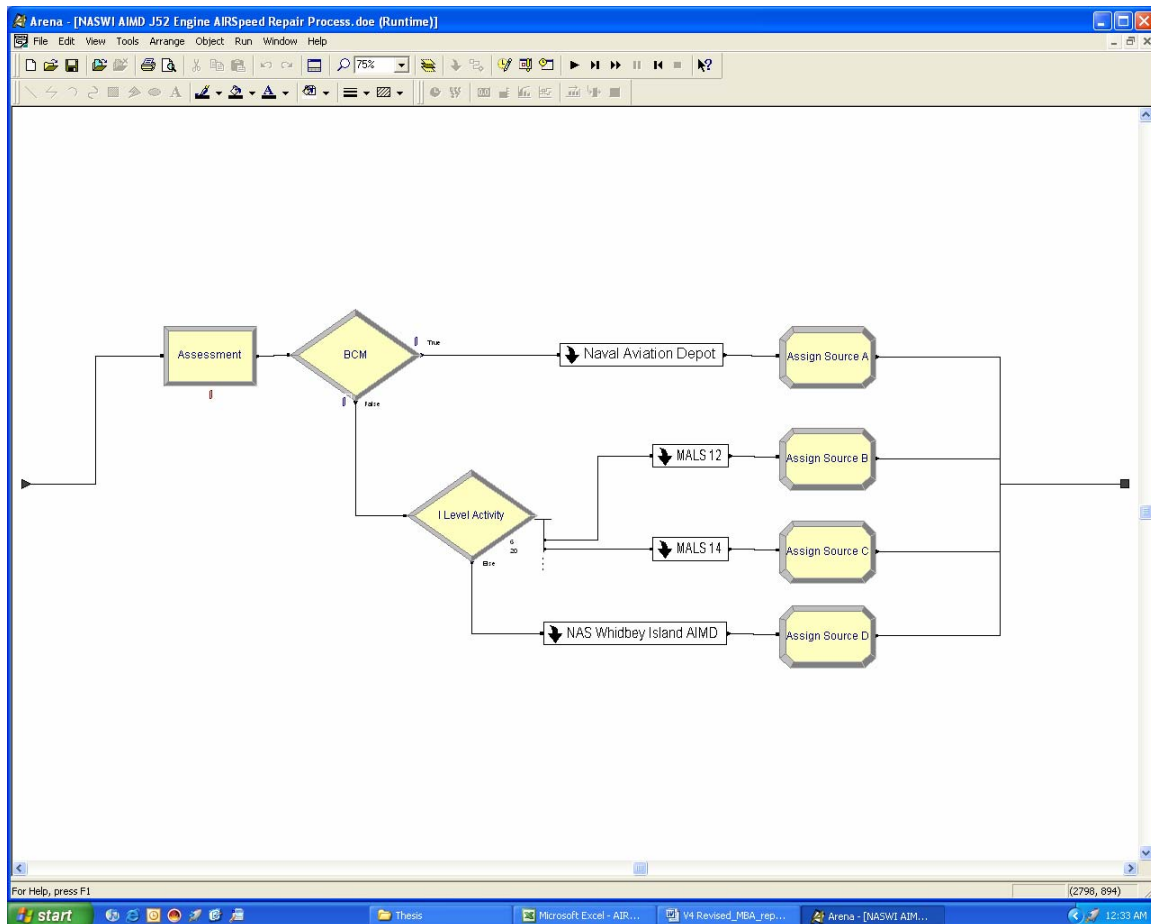 Arena - [NASWI AIMD J52 Engine AIRSpeed Repair Process.doe (Runtime)]
File Edit View Tools Arrange Object Run Window Help
75%
A A
True
Assessment
BCM
Naval Aviation Depot
Assign Source A
False
MALS 12
Assign Source B
I Level Activity
6
20
Else
MALS 14
Assign Source C
NAS Whidbey Island AIMD
Assign Source D
For Help, press F1
(2798, 894)
start
Thesis
Microsoft Excel - AIR...
V4 Revised_MBA_rep...
Arena - [NASWI AIM...
12:33 AM